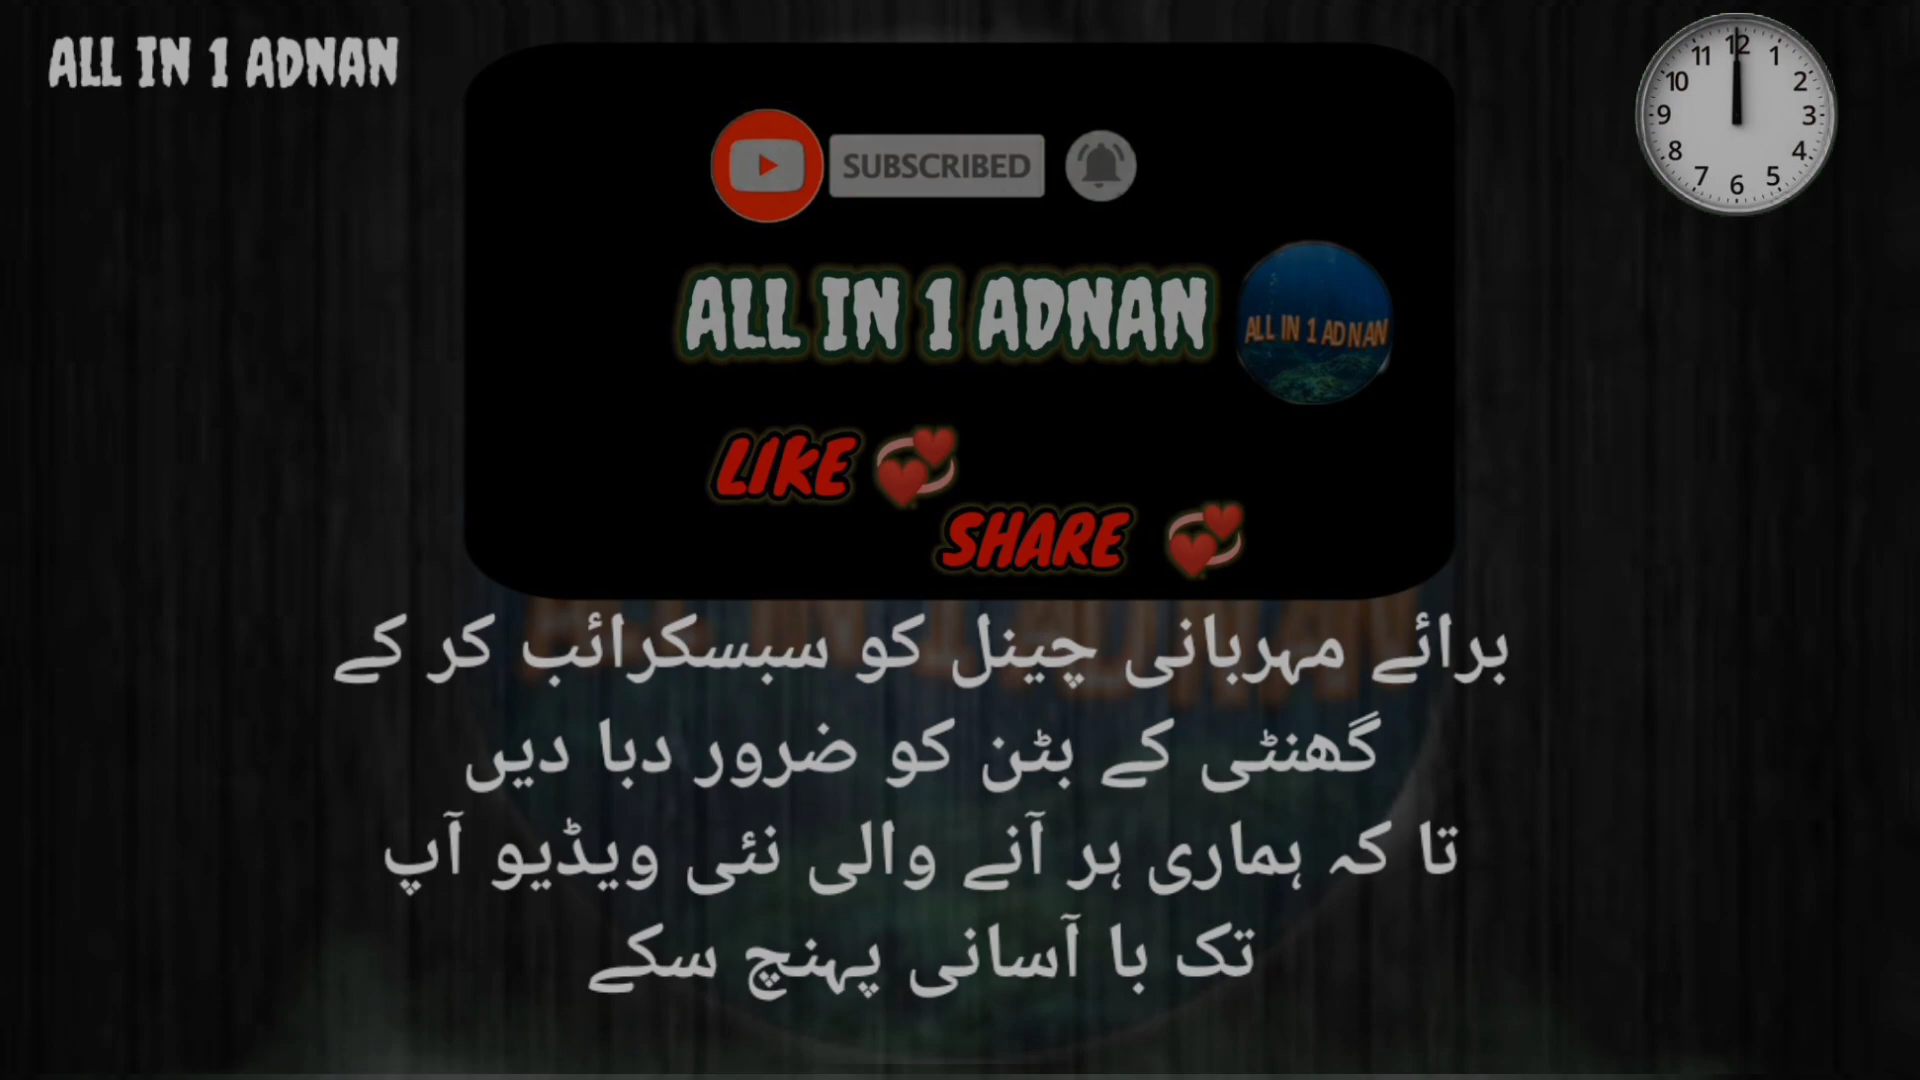 ALL IN 1 ADNAN
12
11 1
10 2
9 3
8 4
7 5
6
SUBSCRIBED
ALL IN 1 ADNAN
ALL IN 1 ADNAN
LIKE 💞
SHARE 💞
برائے مہربانی چینل کو سبسکرائب کر کے
گھنٹی کے بٹن کو ضرور دبا دیں
تا کہ ہماری ہر آنے والی نئی ویڈیو آپ
تک با آسانی پہنچ سکے